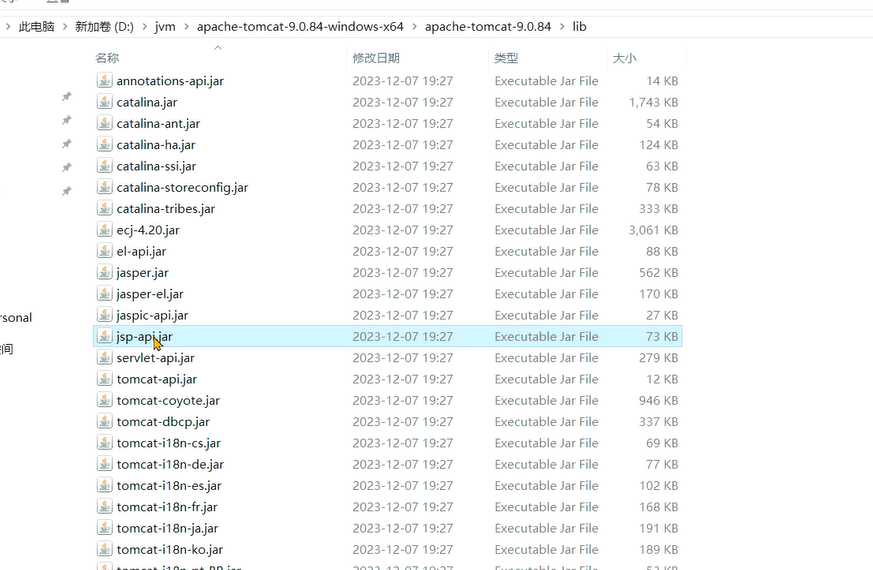 此电脑 > 新加卷 (D:) > jvm > apache-tomcat-9.0.84-windows-x64 > apache-tomcat-9.0.84 > lib
名称 修改日期 类型 大小
annotations-api.jar 2023-12-07 19:27 Executable Jar File 14 KB
catalina.jar 2023-12-07 19:27 Executable Jar File 1,743 KB
catalina-ant.jar 2023-12-07 19:27 Executable Jar File 54 KB
catalina-ha.jar 2023-12-07 19:27 Executable Jar File 124 KB
catalina-ssi.jar 2023-12-07 19:27 Executable Jar File 63 KB
catalina-storeconfig.jar 2023-12-07 19:27 Executable Jar File 78 KB
catalina-tribes.jar 2023-12-07 19:27 Executable Jar File 333 KB
ecj-4.20.jar 2023-12-07 19:27 Executable Jar File 3,061 KB
el-api.jar 2023-12-07 19:27 Executable Jar File 88 KB
jasper.jar 2023-12-07 19:27 Executable Jar File 562 KB
jasper-el.jar 2023-12-07 19:27 Executable Jar File 170 KB
rsonal jaspic-api.jar 2023-12-07 19:27 Executable Jar File 27 KB
jsp-api.jar 2023-12-07 19:27 Executable Jar File 73 KB
间 servlet-api.jar 2023-12-07 19:27 Executable Jar File 279 KB
tomcat-api.jar 2023-12-07 19:27 Executable Jar File 12 KB
tomcat-coyote.jar 2023-12-07 19:27 Executable Jar File 946 KB
tomcat-dbcp.jar 2023-12-07 19:27 Executable Jar File 337 KB
tomcat-i18n-cs.jar 2023-12-07 19:27 Executable Jar File 69 KB
tomcat-i18n-de.jar 2023-12-07 19:27 Executable Jar File 77 KB
tomcat-i18n-es.jar 2023-12-07 19:27 Executable Jar File 102 KB
tomcat-i18n-fr.jar 2023-12-07 19:27 Executable Jar File 168 KB
tomcat-i18n-ja.jar 2023-12-07 19:27 Executable Jar File 191 KB
tomcat-i18n-ko.jar 2023-12-07 19:27 Executable Jar File 189 KB